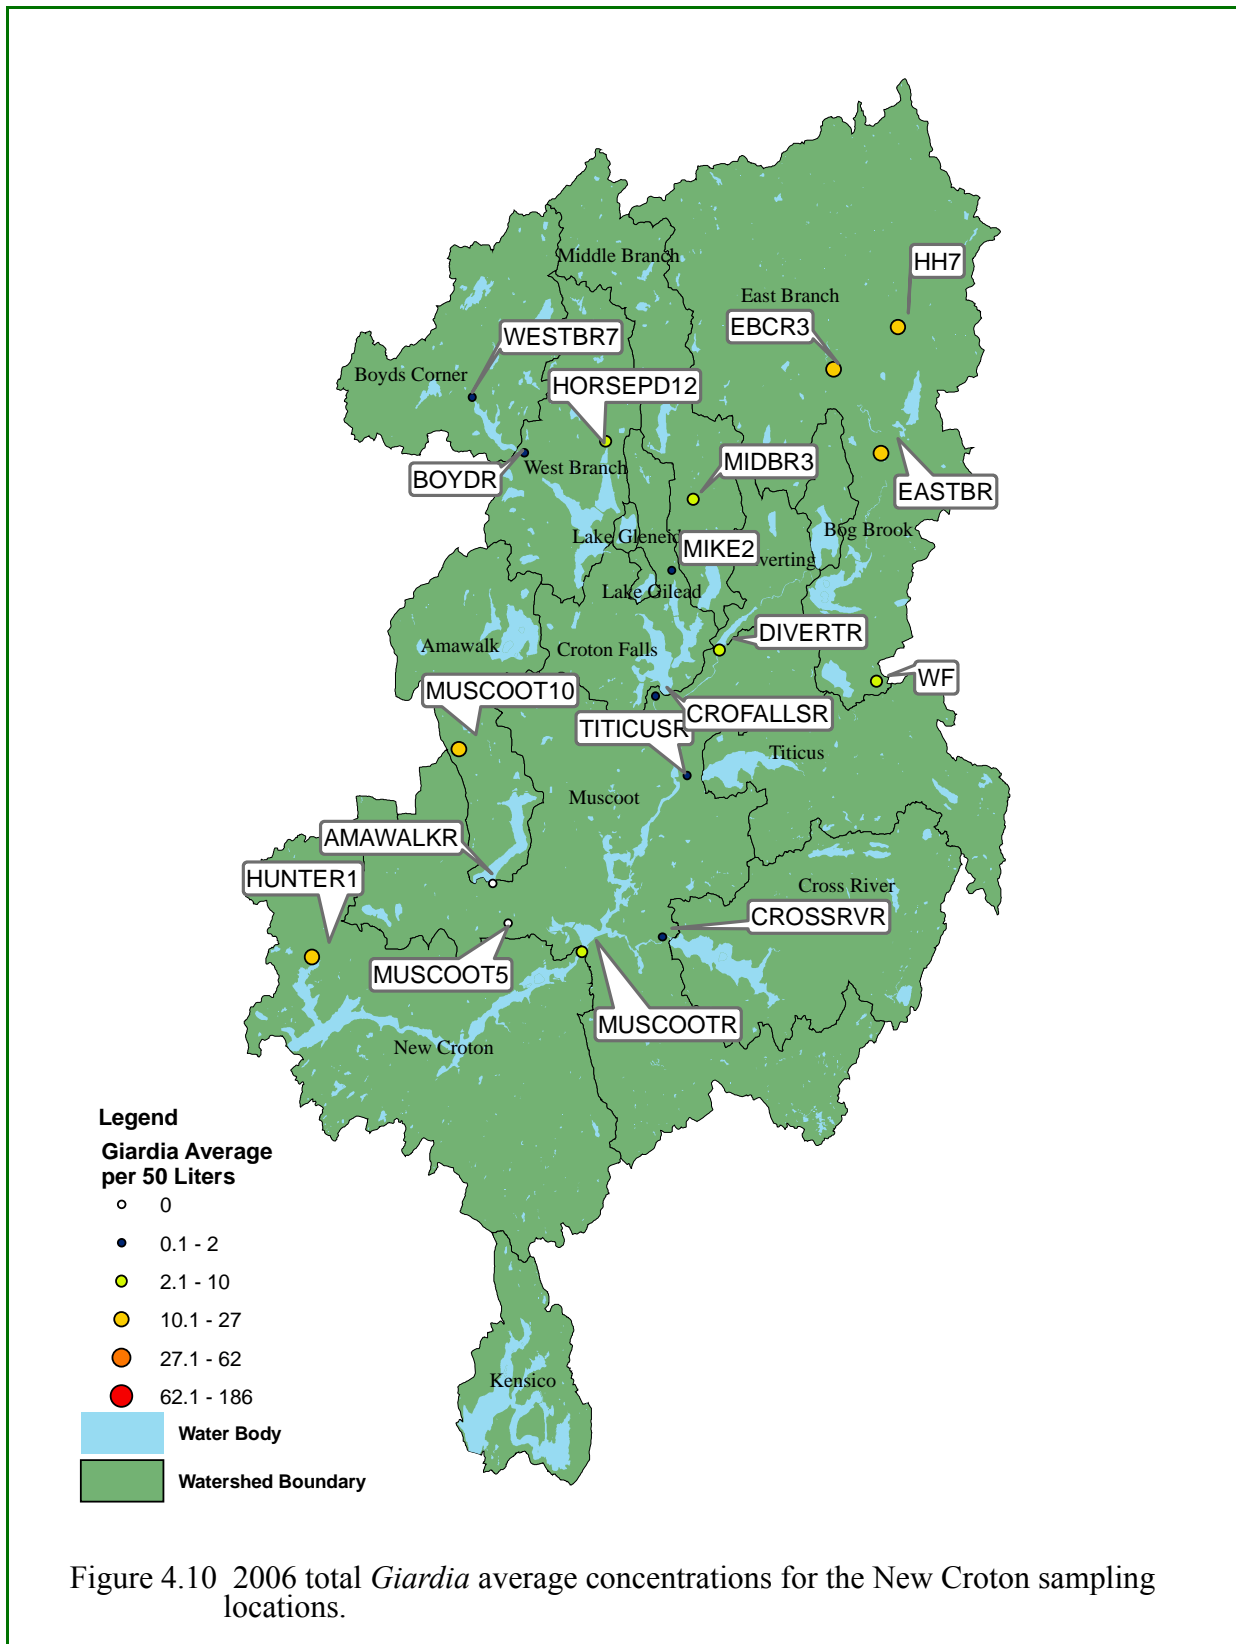 Middle Branch
HH7
East Branch
EBCR3
WESTBR7
Boyds Corner
HORSEPD12
MIDBR3
West Branch
BOYDR
EASTBR
Bog Brook
Lake Gleneid
MIKE2
verting
Lake Gilead
DIVERTR
Amawalk
Croton Falls
WF
MUSCOOT10
CROFALLSR
TITICUSR
Titicus
Muscoot
AMAWALKR
HUNTER1
Cross River
CROSSRVR
MUSCOOT5
MUSCOOTR
New Croton
Legend
Giardia Average
per 50 Liters
0
0.1 - 2
2.1 - 10
10.1 - 27
27.1 - 62
62.1 - 186
Kensico
Water Body
Watershed Boundary
Figure 4.10 2006 total Giardia average concentrations for the New Croton sampling
locations.